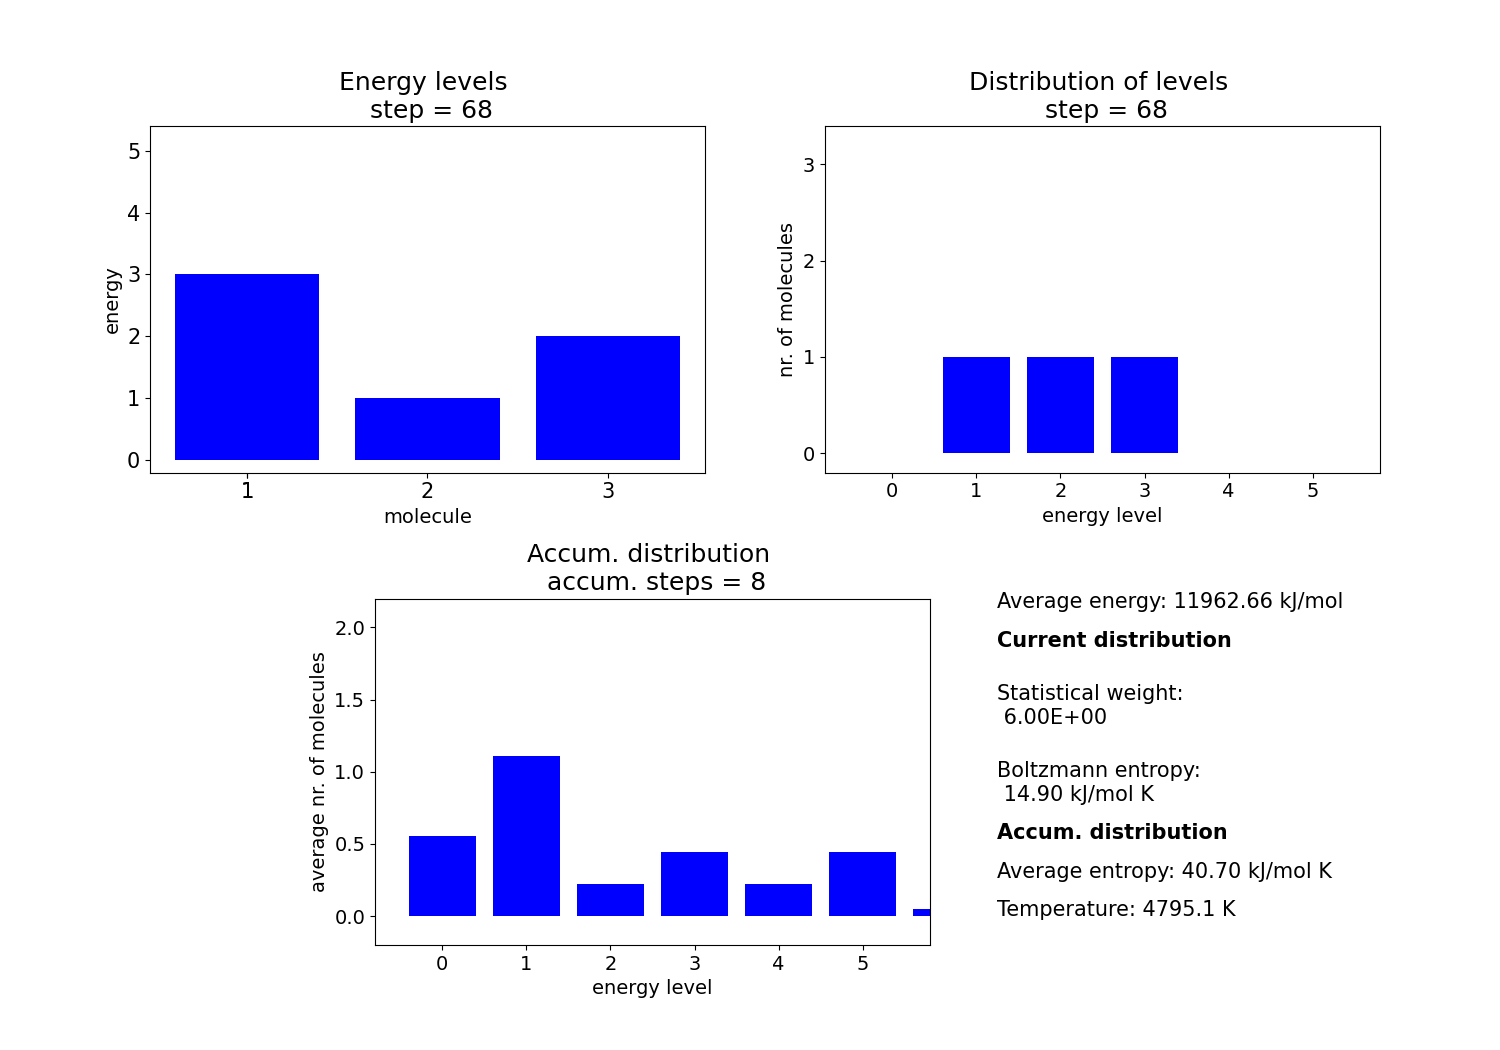 Energy levels
step = 68
5
4
3
2
1
0
energy
1 2 3
molecule
Distribution of levels
step = 68
3
2
1
0
nr. of molecules
0 1 2 3 4 5
energy level
Accum. distribution
accum. steps = 8
2.0
1.5
1.0
0.5
0.0
average nr. of molecules
0 1 2 3 4 5
energy level
Average energy: 11962.66 kJ/mol
Current distribution
Statistical weight:
6.00E+00
Boltzmann entropy:
14.90 kJ/mol K
Accum. distribution
Average entropy: 40.70 kJ/mol K
Temperature: 4795.1 K